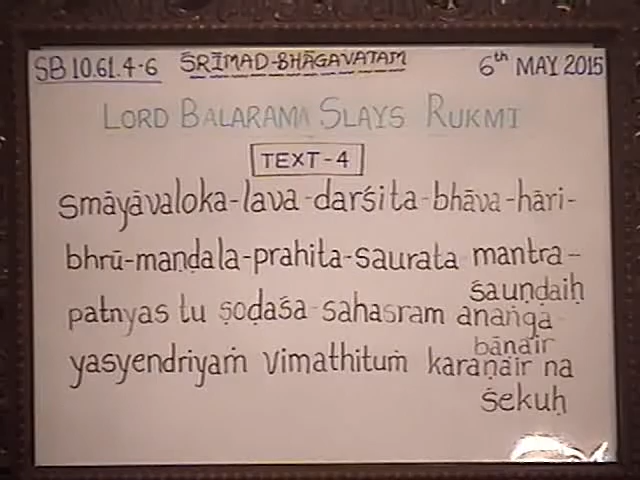 SB 10.61.4-6 ŚRĪMAD-BHĀGAVATAM 6th MAY 2015
LORD BALARAMA SLAYS RUKMI
TEXT-4
smāyāvaloka-lava-darśita-bhāva-hāri-
bhrū-maṇḍala-prahita-saurata mantra-
śauṇḍaiḥ
patnyas tu ṣoḍaśa-sahasram anaṅga
bāṇair
yasyendriyaṁ vimathituṁ karaṇair na
śekuḥ